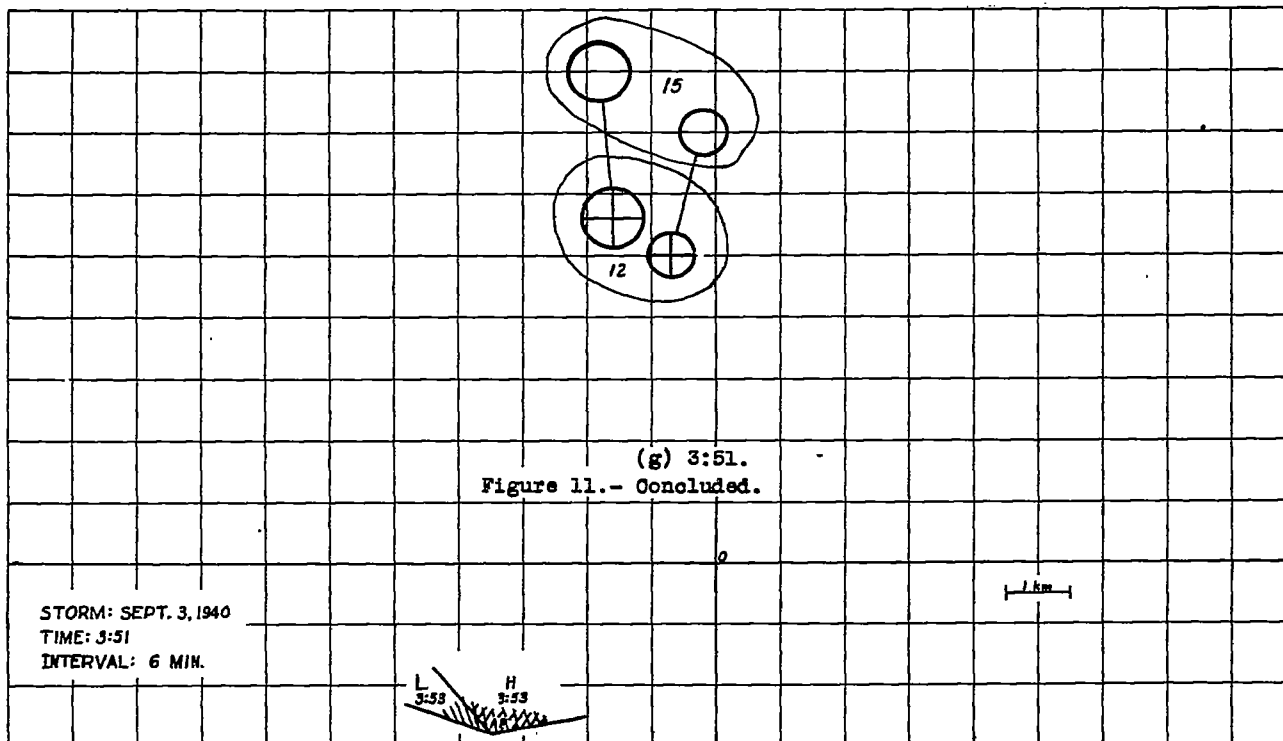 15
12
(g) 3:51.
Figure 11.- Concluded.
0
1 km
STORM: SEPT. 3, 1940
TIME: 3:51
INTERVAL: 6 MIN.
L H
3:53 3:53